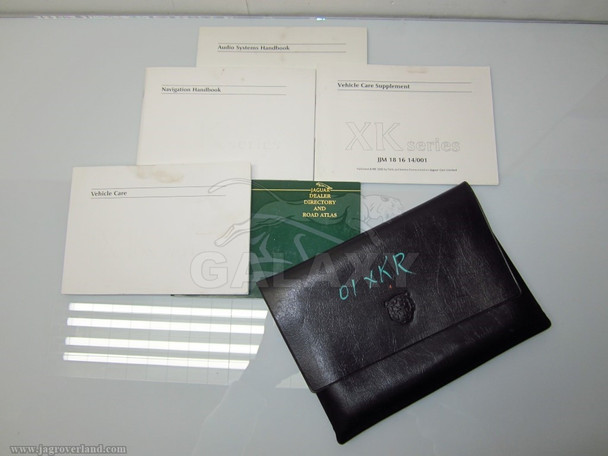 Audio Systems Handbook
Navigation Handbook
Vehicle Care Supplement
XK series
JJM 18 16 14/001
Vehicle Care
JAGUAR
DEALER
DIRECTORY
AND
ROAD ATLAS
GALAXY
01 XKR
www.jagroverland.com